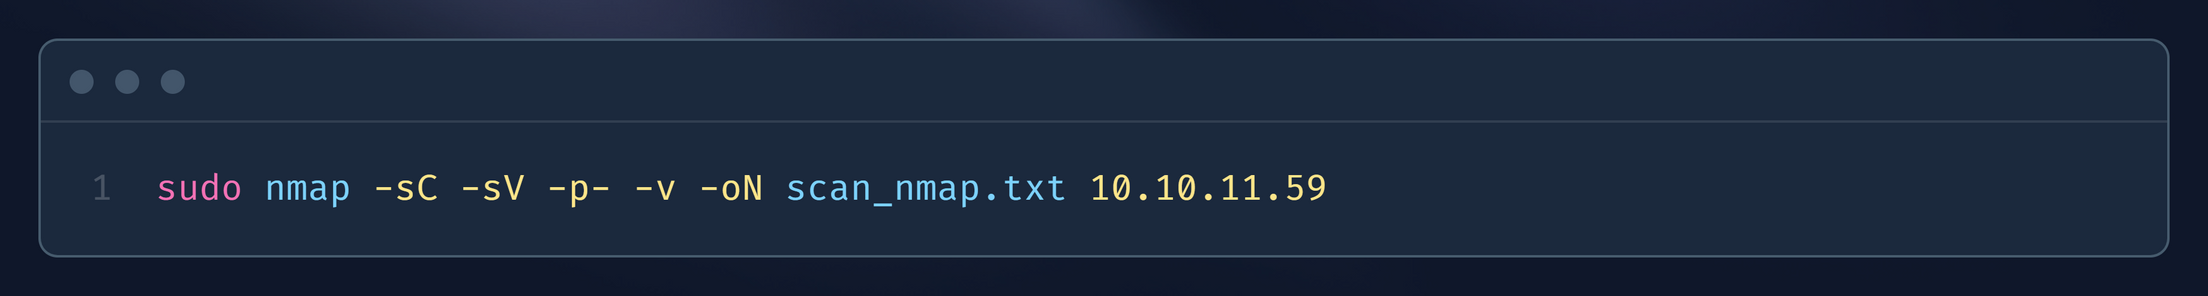 1 sudo nmap -sC -sV -p- -v -oN scan_nmap.txt 10.10.11.59